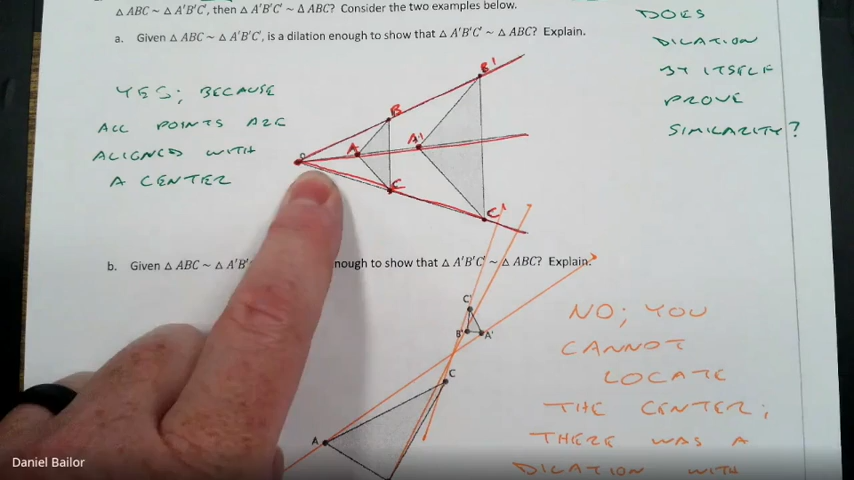 △ ABC ~ △ A′B′C′, then △ A′B′C′ ~ △ ABC? Consider the two examples below.
a. Given △ ABC ~ △ A′B′C′, is a dilation enough to show that △ A′B′C′ ~ △ ABC? Explain.
DOES
DILATION
BY ITSELF
PROVE
SIMILARITY?
YES; BECAUSE
ALL POINTS ARE
ALIGNED WITH
A CENTER
B'
B
A
A'
C
C'
b. Given △ ABC ~ △ A′B′ enough to show that △ A′B′C′ ~ △ ABC? Explain.
C'
B'
A'
C
A
NO; YOU
CANNOT
LOCATE
THE CENTER;
THERE WAS A
DILATION WITH
Daniel Bailor